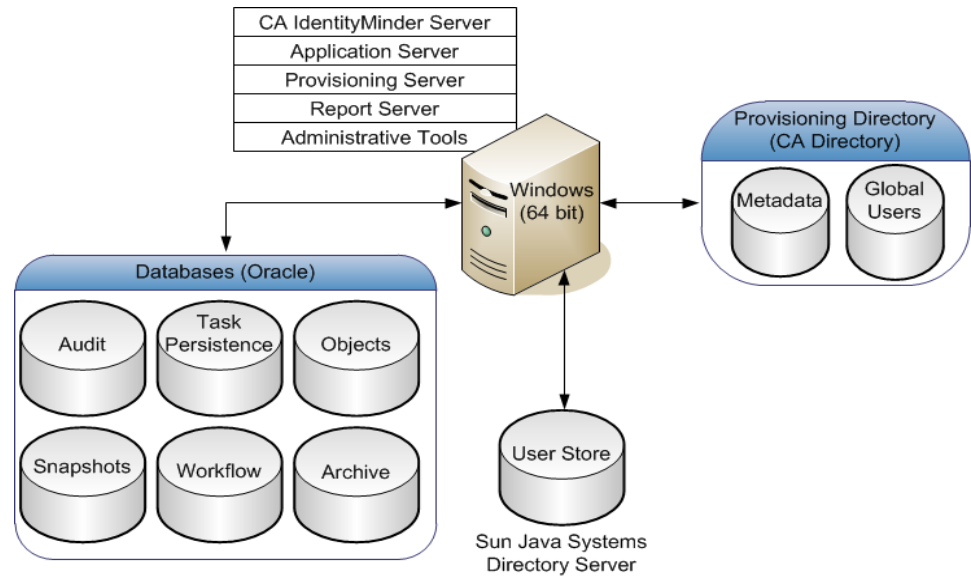 CA IdentityMinder Server
Application Server
Provisioning Server
Report Server
Administrative Tools
Windows
(64 bit)
Provisioning Directory
(CA Directory)
Metadata
Global
Users
Databases (Oracle)
Audit
Task
Persistence
Objects
Snapshots
Workflow
Archive
User Store
Sun Java Systems
Directory Server